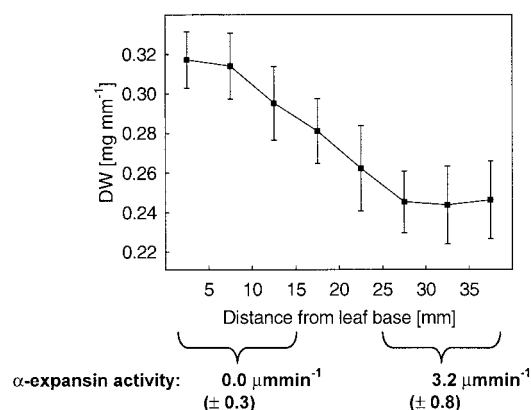 DW [mg mm⁻¹]
0.32
0.30
0.28
0.26
0.24
0.22
5 10 15 20 25 30 35
Distance from leaf base [mm]
α-expansin activity: 0.0 μmmin⁻¹ 3.2 μmmin⁻¹
(± 0.3) (± 0.8)